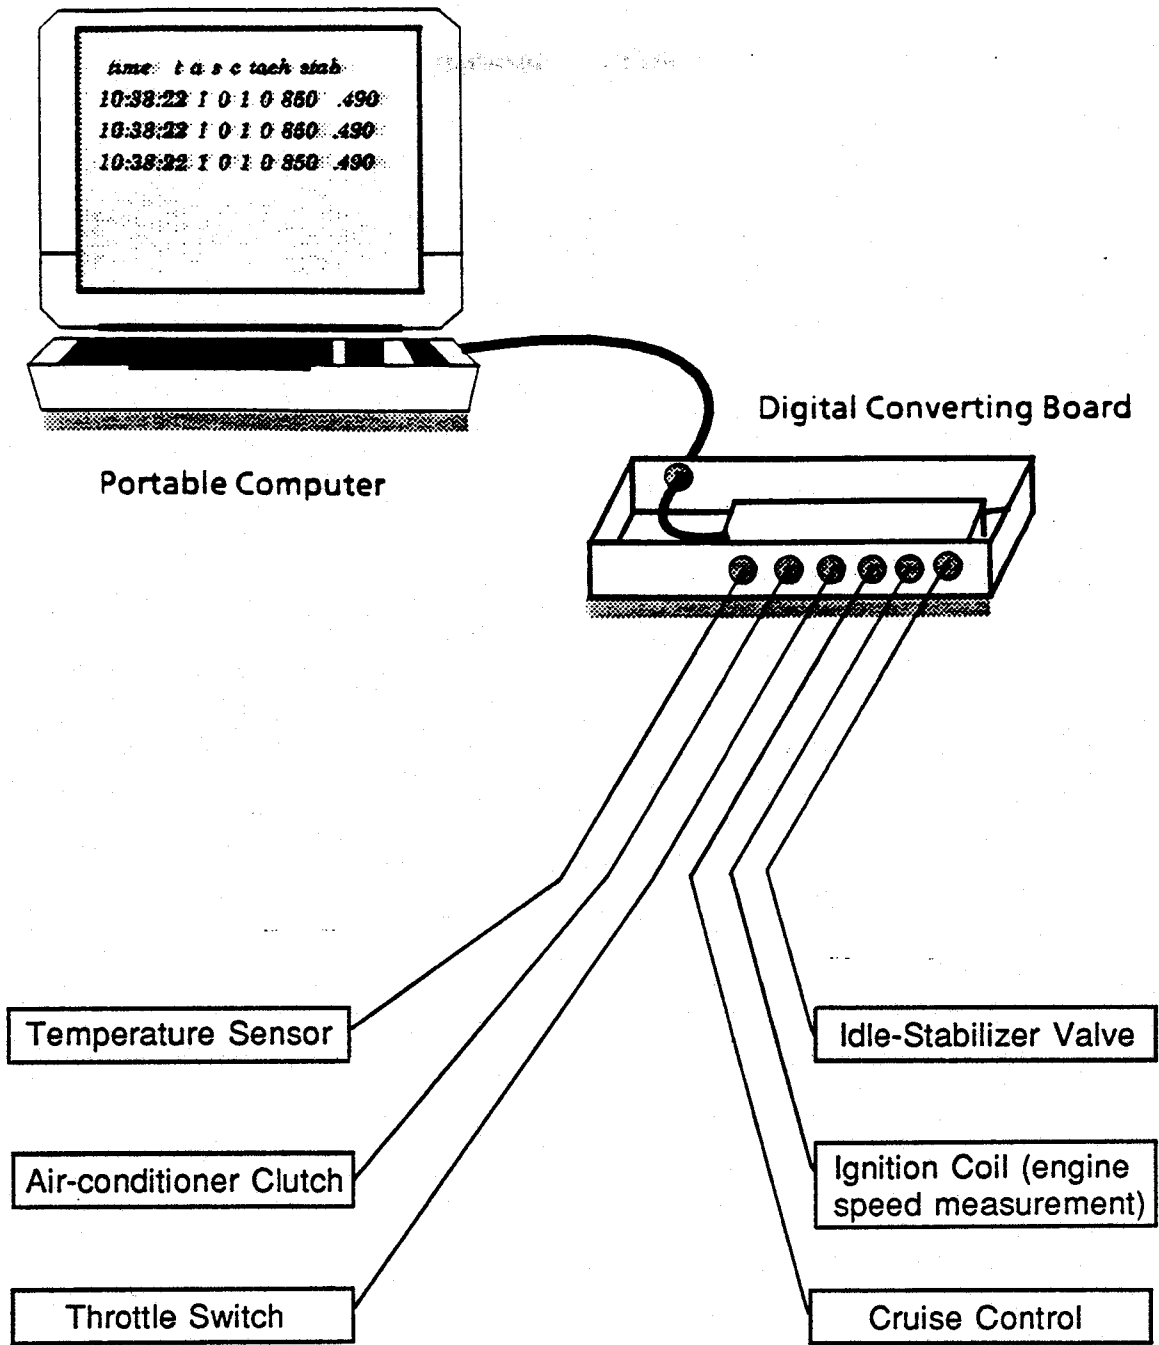 time t a s c tach stab
10:38:22 1 0 1 0 850 .490
10:38:22 1 0 1 0 860 .490
10:38:22 1 0 1 0 850 .490
Digital Converting Board
Portable Computer
Temperature Sensor
Idle-Stabilizer Valve
Air-conditioner Clutch
Ignition Coil (engine
speed measurement)
Throttle Switch
Cruise Control